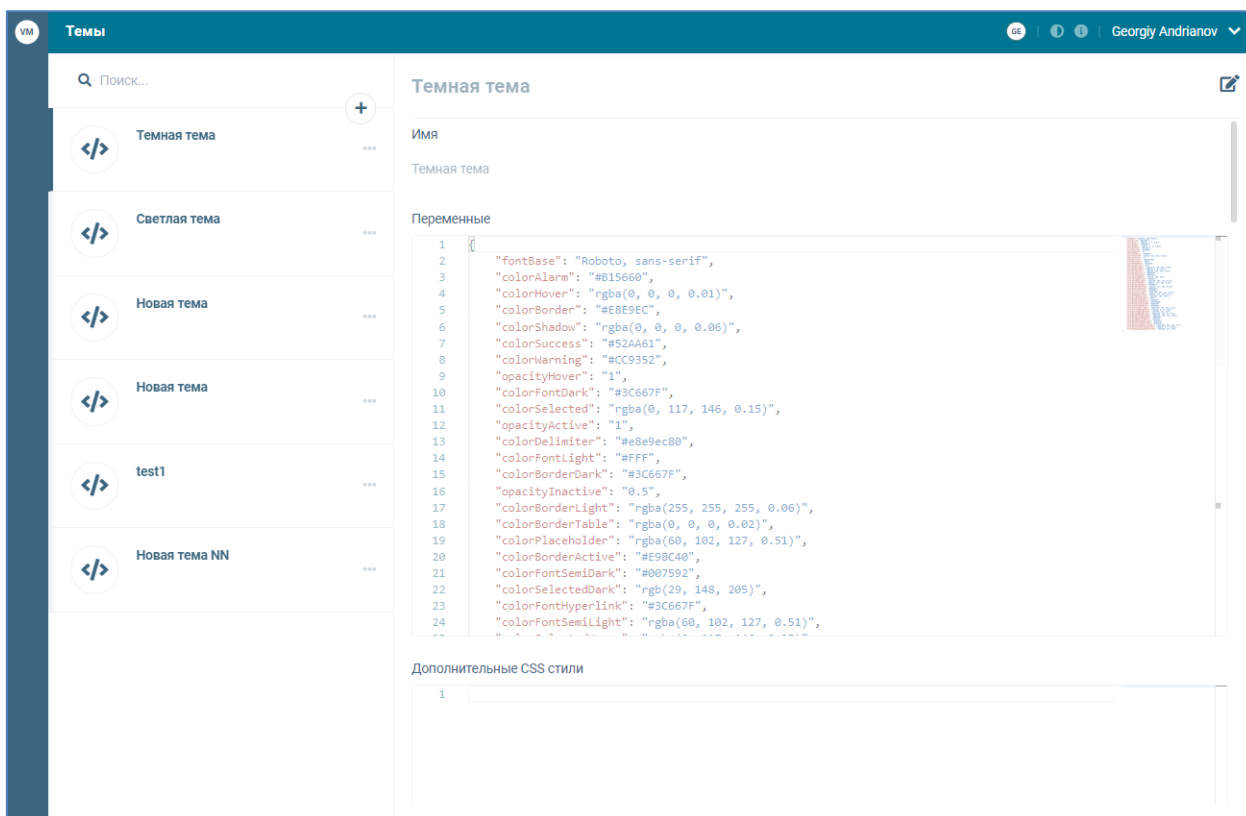 VM
Темы
GE
Georgiy Andrianov
Поиск...
Темная тема
Светлая тема
Новая тема
Новая тема
test1
Новая тема NN
Темная тема
Имя
Темная тема
Переменные
1 {
2 "fontBase": "Roboto, sans-serif",
3 "colorAlarm": "#B15660",
4 "colorHover": "rgba(0, 0, 0, 0.01)",
5 "colorBorder": "#E8E9EC",
6 "colorShadow": "rgba(0, 0, 0, 0.06)",
7 "colorSuccess": "#52AA61",
8 "colorWarning": "#CC9352",
9 "opacityHover": "1",
10 "colorFontDark": "#3C667F",
11 "colorSelected": "rgba(0, 117, 146, 0.15)",
12 "opacityActive": "1",
13 "colorDelimiter": "#e8e9ec80",
14 "colorFontLight": "#FFF",
15 "colorBorderDark": "#3C667F",
16 "opacityInactive": "0.5",
17 "colorBorderLight": "rgba(255, 255, 255, 0.06)",
18 "colorBorderTable": "rgba(0, 0, 0, 0.02)",
19 "colorPlaceholder": "rgba(60, 102, 127, 0.51)",
20 "colorBorderActive": "#E98C40",
21 "colorFontSemiDark": "#007592",
22 "colorSelectedDark": "rgb(29, 148, 205)",
23 "colorFontHyperlink": "#3C667F",
24 "colorFontSemiLight": "rgba(60, 102, 127, 0.51)",
Дополнительные CSS стили
1